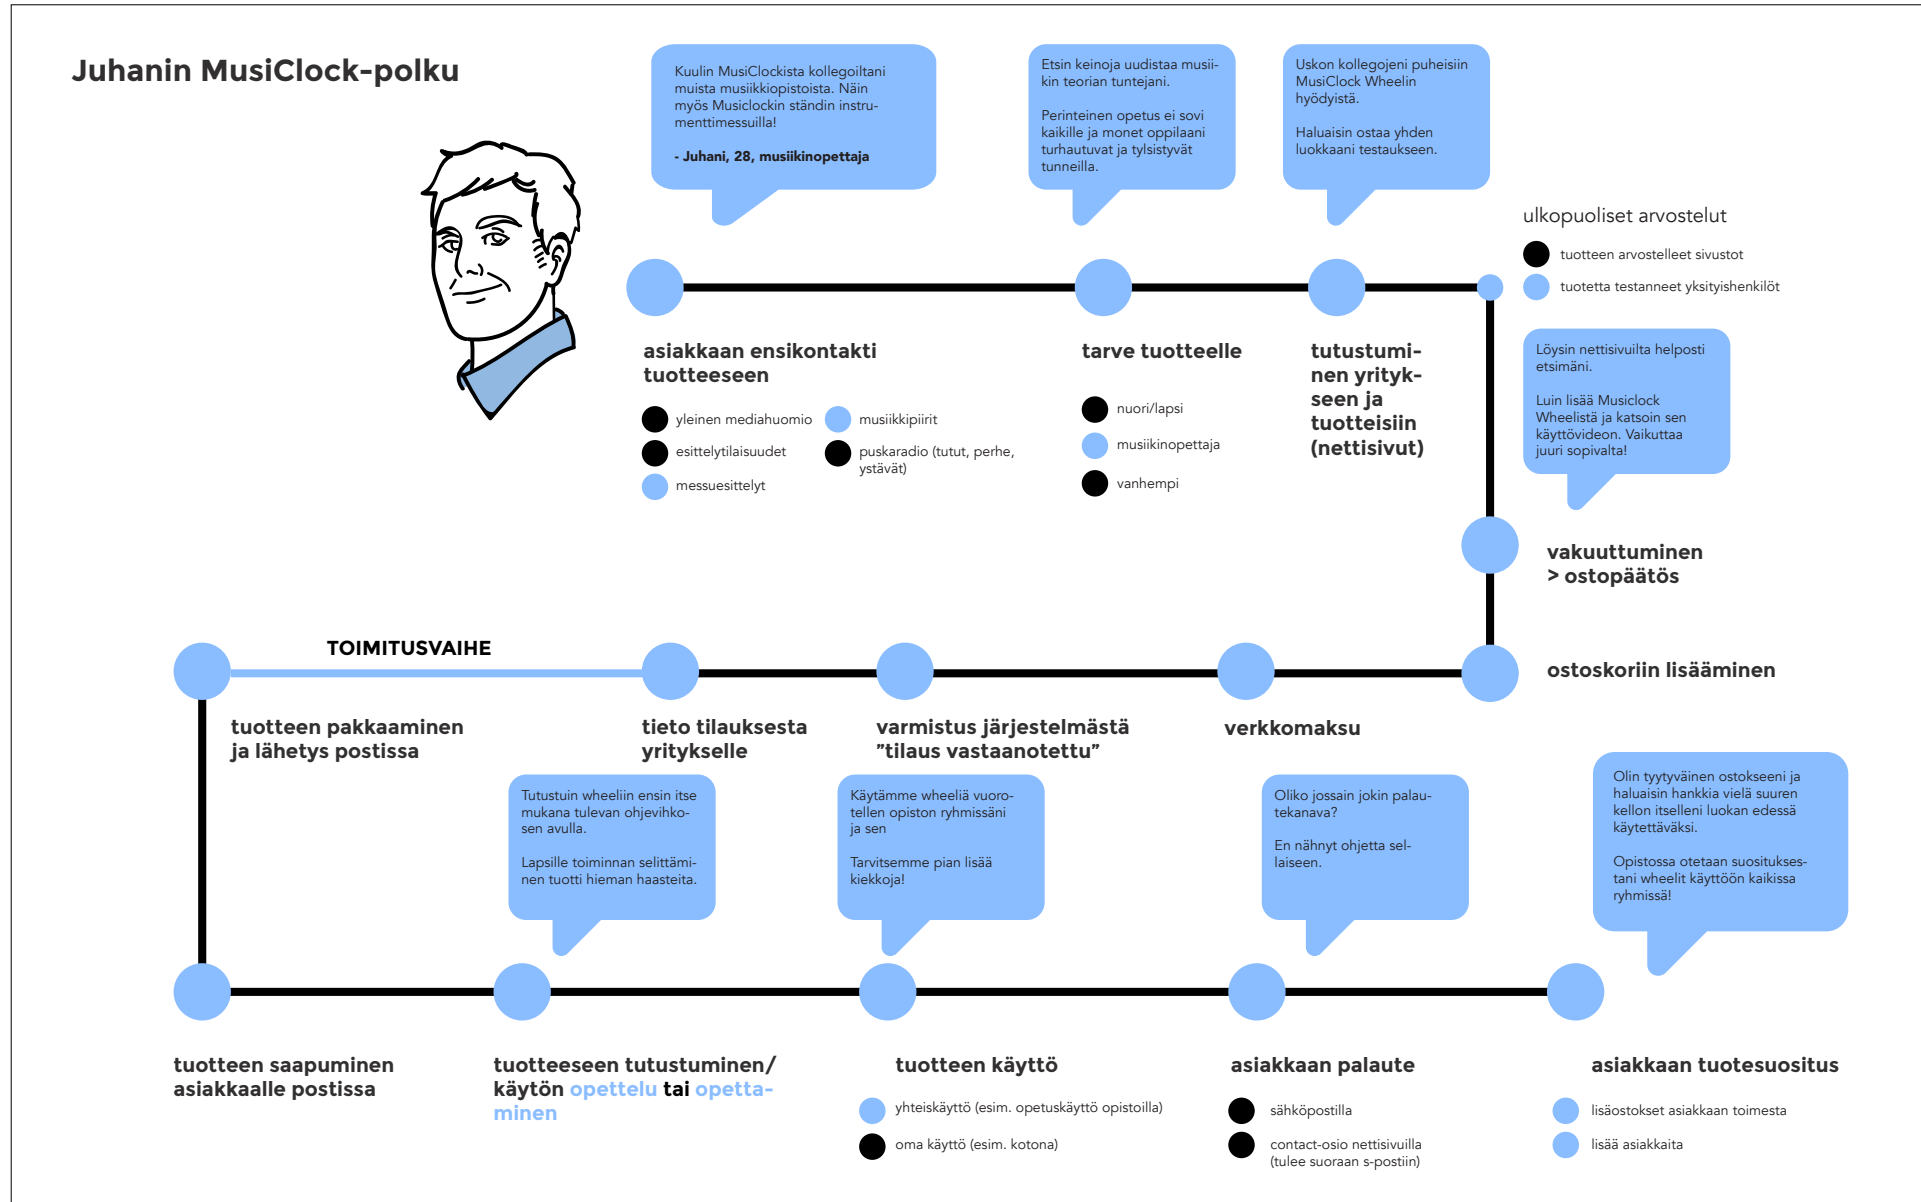 Juhanin MusiClock-polku
Kuulin MusiClockista kollegoiltani
muista musiikkiopistoista. Näin
myös Musiclockin ständin instru-
menttimessuilla!
- Juhani, 28, musiikinopettaja
Etsin keinoja uudistaa musii-
kin teorian tuntejani.
Perinteinen opetus ei sovi
kaikille ja monet oppilaani
turhautuvat ja tylsistyvät
tunneilla.
Uskon kollegojeni puheisiin
MusiClock Wheelin
hyödyistä.
Haluaisin ostaa yhden
luokkaani testaukseen.
ulkopuoliset arvostelut
tuotteen arvostelleet sivustot
tuotetta testanneet yksityishenkilöt
asiakkaan ensikontakti
tuotteeseen
yleinen mediahuomio
esittelytilaisuudet
messuesittelyt
musiikkipiirit
puskaradio (tutut, perhe,
ystävät)
tarve tuotteelle
nuori/lapsi
musiikinopettaja
vanhempi
tutustumi-
nen yrityk-
seen ja
tuotteisiin
(nettisivut)
Löysin nettisivuilta helposti
etsimäni.
Luin lisää Musiclock
Wheelistä ja katsoin sen
käyttövideon. Vaikuttaa
juuri sopivalta!
vakuuttuminen
> ostopäätös
ostoskoriin lisääminen
verkkomaksu
varmistus järjestelmästä
”tilaus vastaanotettu”
tieto tilauksesta
yritykselle
TOIMITUSVAIHE
tuotteen pakkaaminen
ja lähetys postissa
Tutustuin wheeliin ensin itse
mukana tulevan ohjevihko-
sen avulla.
Lapsille toiminnan selittämi-
nen tuotti hieman haasteita.
Käytämme wheeliä vuoro-
tellen opiston ryhmissäni
ja sen
Tarvitsemme pian lisää
kiekkoja!
Oliko jossain jokin palau-
tekanava?
En nähnyt ohjetta sel-
laiseen.
Olin tyytyväinen ostokseeni ja
haluaisin hankkia vielä suuren
kellon itselleni luokan edessä
käytettäväksi.
Opistossa otetaan suositukses-
tani wheelit käyttöön kaikissa
ryhmissä!
tuotteen saapuminen
asiakkaalle postissa
tuotteeseen tutustuminen/
käytön opettelu tai opetta-
minen
tuotteen käyttö
yhteiskäyttö (esim. opetuskäyttö opistoilla)
oma käyttö (esim. kotona)
asiakkaan palaute
sähköpostilla
contact-osio nettisivuilla
(tulee suoraan s-postiin)
asiakkaan tuotesuositus
lisäostokset asiakkaan toimesta
lisää asiakkaita